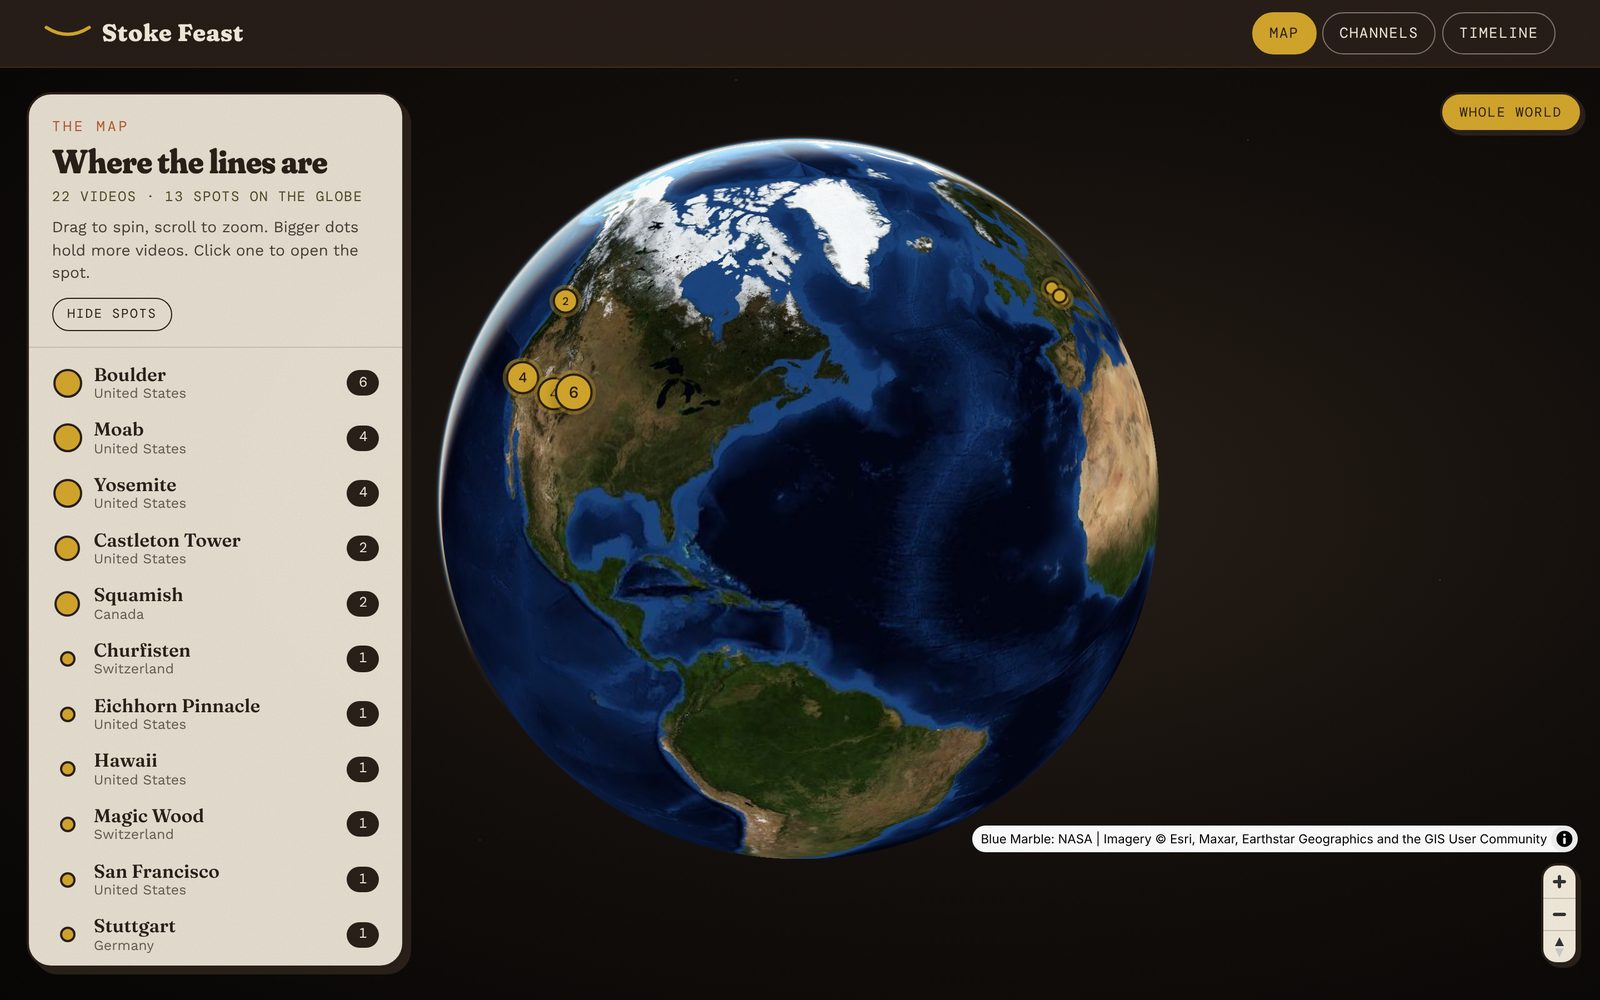 Stoke Feast
MAP
CHANNELS
TIMELINE
THE MAP
Where the lines are
22 VIDEOS · 13 SPOTS ON THE GLOBE
Drag to spin, scroll to zoom. Bigger dots
hold more videos. Click one to open the
spot.
HIDE SPOTS
Boulder
United States
6
Moab
United States
4
Yosemite
United States
4
Castleton Tower
United States
2
Squamish
Canada
2
Churfisten
Switzerland
1
Eichhorn Pinnacle
United States
1
Hawaii
United States
1
Magic Wood
Switzerland
1
San Francisco
United States
1
Stuttgart
Germany
1
WHOLE WORLD
2
4
4
6
Blue Marble: NASA | Imagery © Esri, Maxar, Earthstar Geographics and the GIS User Community